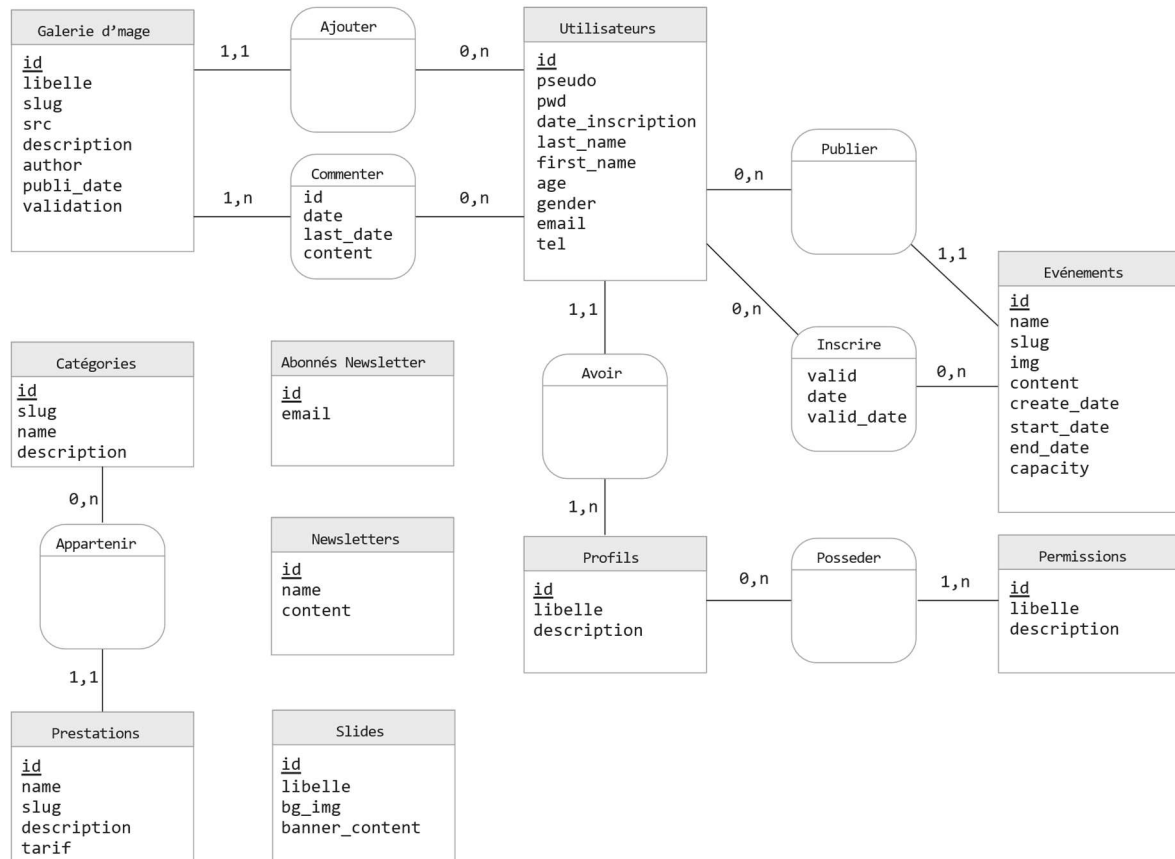 Galerie d’mage
id
libelle
slug
src
description
author
publi_date
validation
1,1
Ajouter
0,n
1,n
Commenter
id
date
last_date
content
0,n
Utilisateurs
id
pseudo
pwd
date_inscription
last_name
first_name
age
gender
email
tel
0,n
Publier
1,1
0,n
Inscrire
valid
date
valid_date
0,n
Evénements
id
name
slug
img
content
create_date
start_date
end_date
capacity
1,1
Avoir
1,n
Catégories
id
slug
name
description
0,n
Appartenir
1,1
Prestations
id
name
slug
description
tarif
Abonnés Newsletter
id
email
Newsletters
id
name
content
Slides
id
libelle
bg_img
banner_content
Profils
id
libelle
description
0,n
Posseder
1,n
Permissions
id
libelle
description